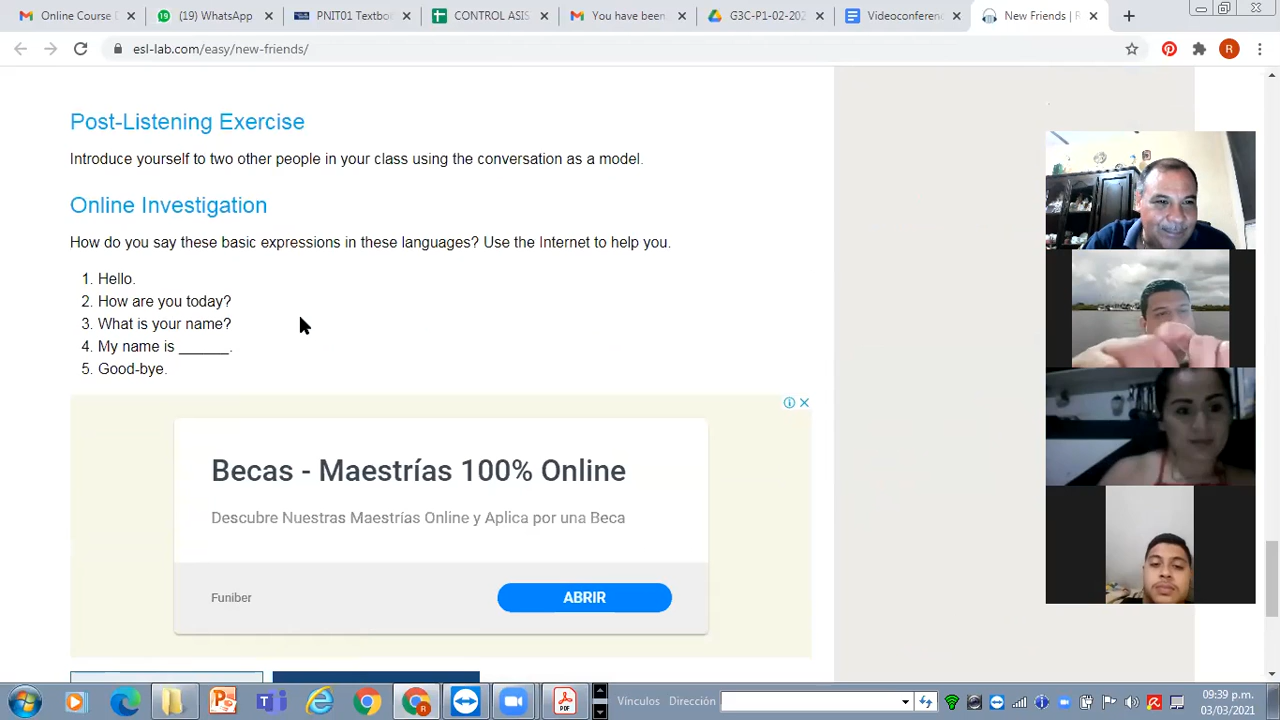 Online Course D
(19) WhatsApp
PNIT01 Textbo
CONTROL ASIS
You have been
G3C-P1-02-202
Videoconferen
New Friends | R
esl-lab.com/easy/new-friends/
R
Post-Listening Exercise
Introduce yourself to two other people in your class using the conversation as a model.
Online Investigation
How do you say these basic expressions in these languages? Use the Internet to help you.
1. Hello.
2. How are you today?
3. What is your name?
4. My name is ______.
5. Good-bye.
Becas - Maestrías 100% Online
Descubre Nuestras Maestrías Online y Aplica por una Beca
Funiber
ABRIR
Vínculos Dirección
09:39 p.m.
03/03/2021